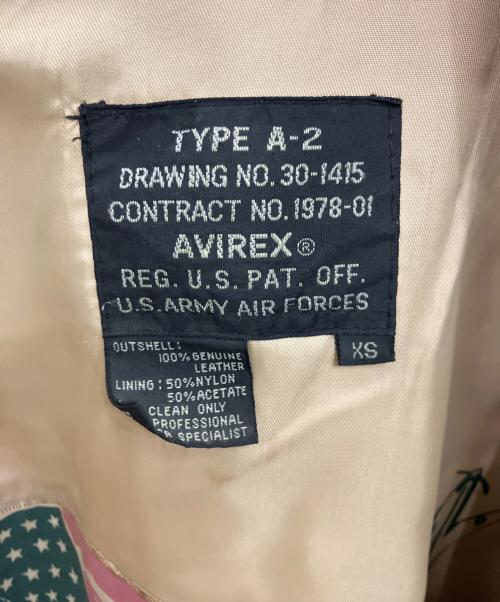 TYPE A-2
DRAWING NO. 30-1415
CONTRACT NO. 1978-01
AVIREX®
REG. U.S. PAT. OFF.
U.S. ARMY AIR FORCES
XS
OUTSHELL:
100% GENUINE
LEATHER
LINING: 50% NYLON
50% ACETATE
CLEAN ONLY
PROFESSIONAL
SPECIALIST